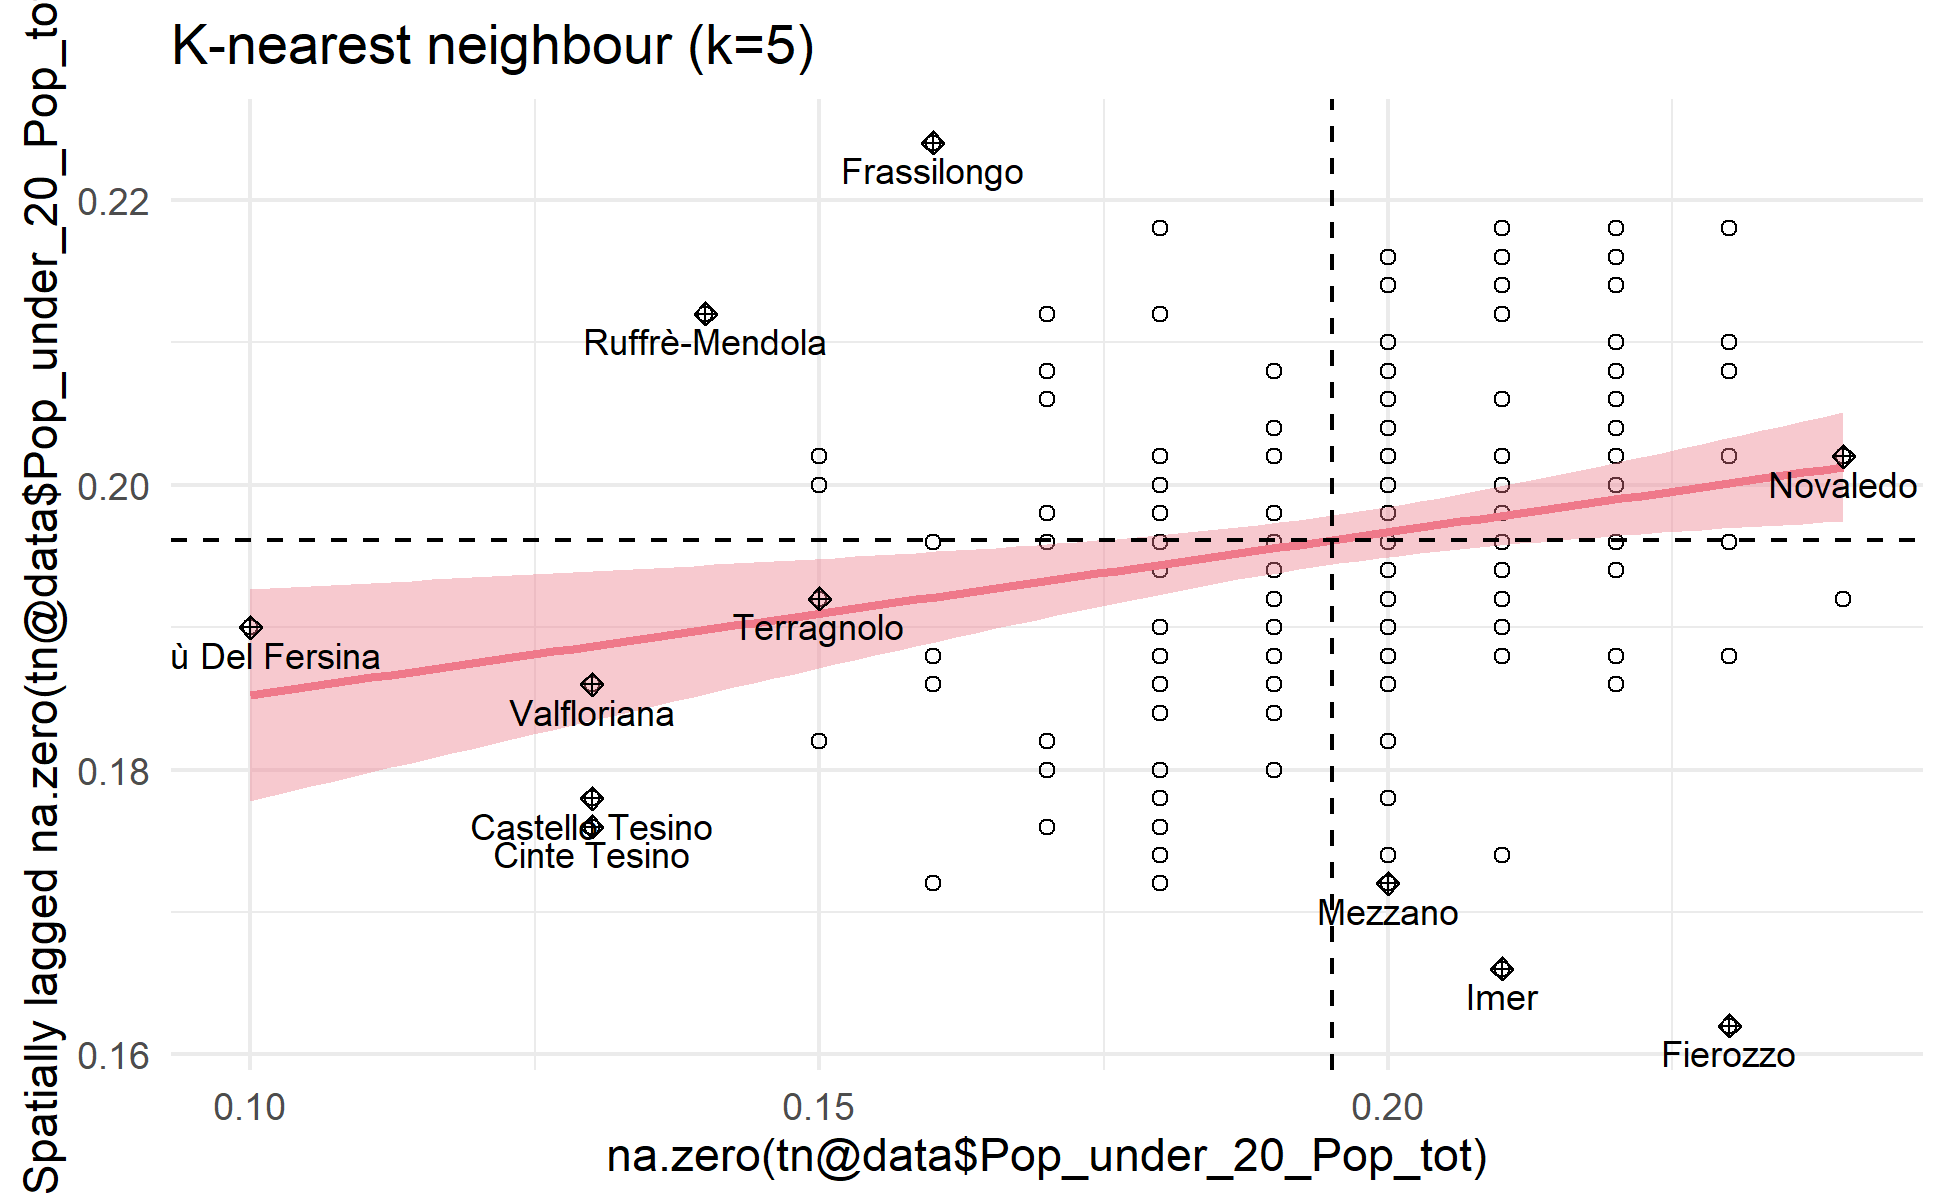 K-nearest neighbour (k=5)
Spatially lagged na.zero(tn@data$Pop_under_20_Pop_to
0.22
0.20
0.18
0.16
Frassilongo
Ruffrè-Mendola
Novaledo
Terragnolo
ù Del Fersina
Valfloriana
Castello Tesino
Cinte Tesino
Mezzano
Imer
Fierozzo
0.10
0.15
0.20
na.zero(tn@data$Pop_under_20_Pop_tot)